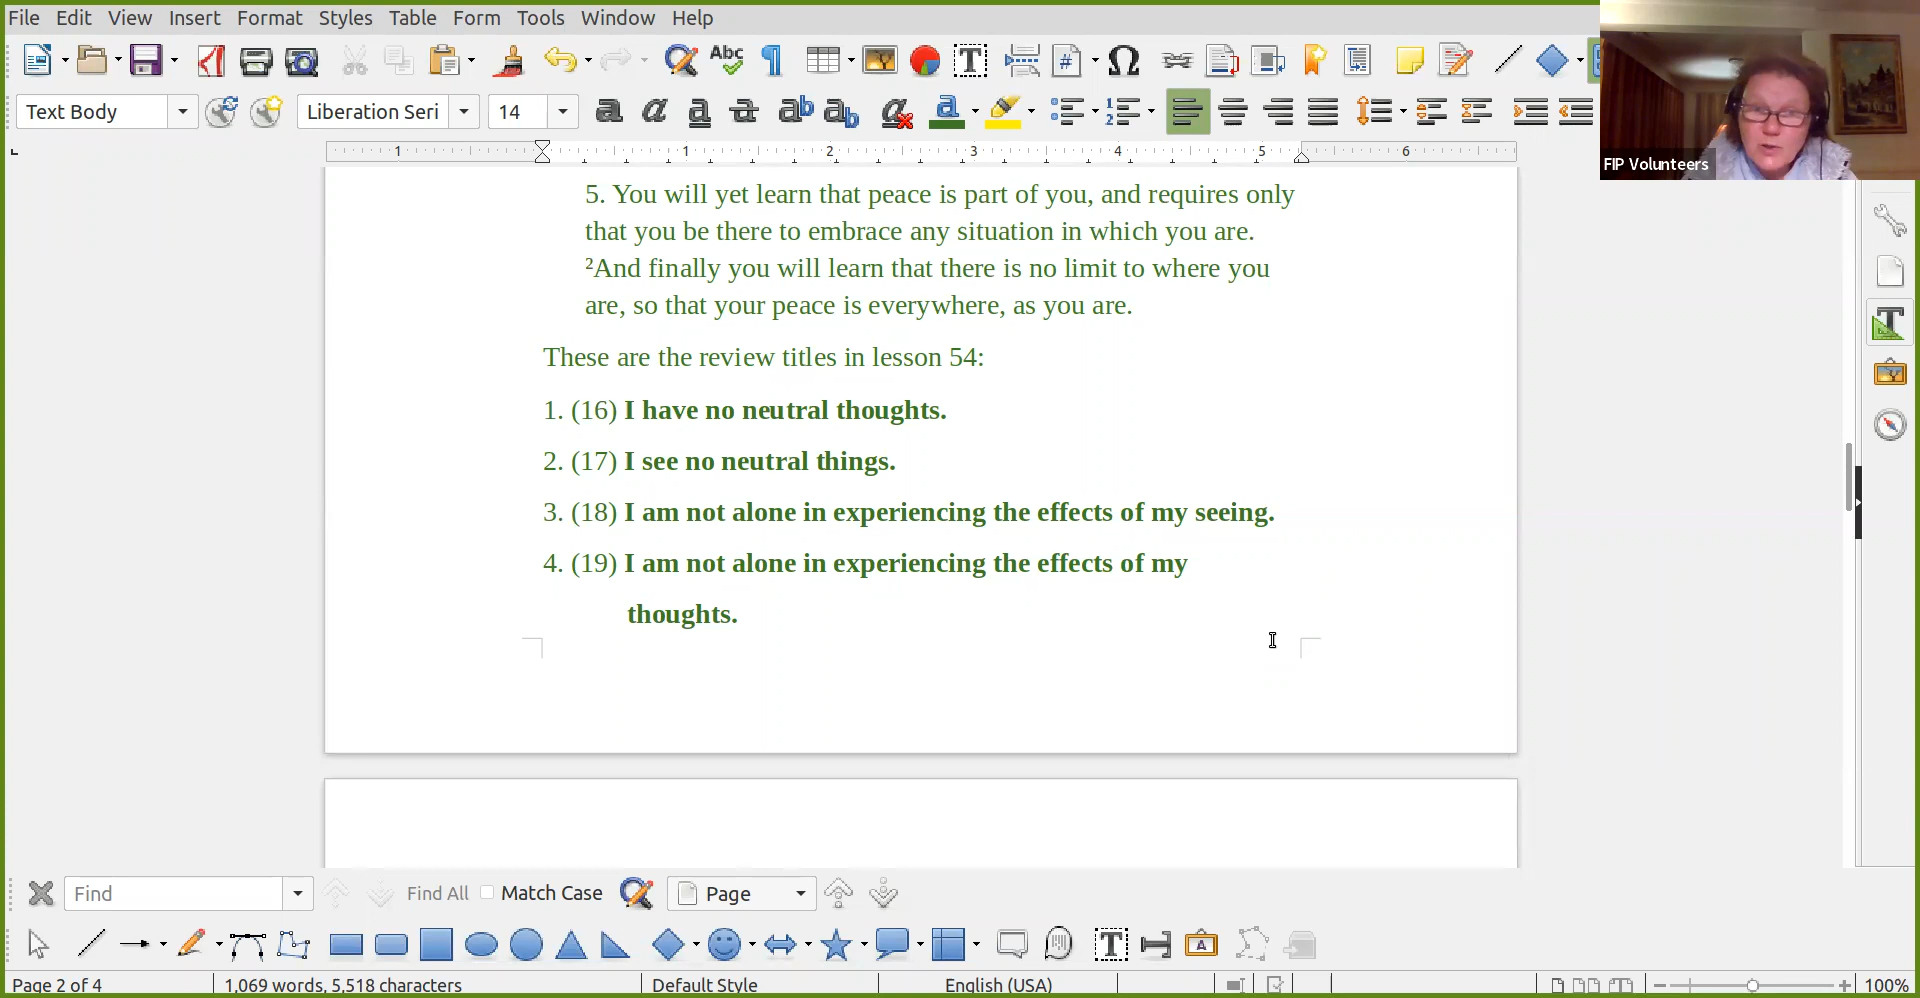 File Edit View Insert Format Styles Table Form Tools Window Help
Abc
Text Body Liberation Seri 14
FIP Volunteers
1 1 2 3 4 5 6
5. You will yet learn that peace is part of you, and requires only
that you be there to embrace any situation in which you are.
²And finally you will learn that there is no limit to where you
are, so that your peace is everywhere, as you are.
These are the review titles in lesson 54:
1. (16) I have no neutral thoughts.
2. (17) I see no neutral things.
3. (18) I am not alone in experiencing the effects of my seeing.
4. (19) I am not alone in experiencing the effects of my
thoughts.
Find Find All Match Case Page
Page 2 of 4 1,069 words, 5,518 characters Default Style English (USA) 100%